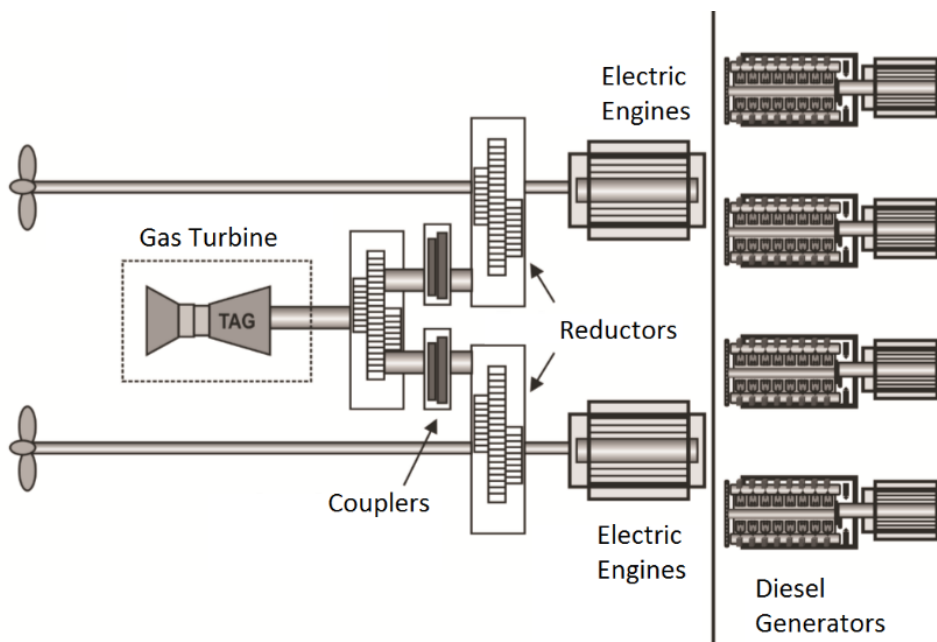 Electric
Engines
Gas Turbine
TAG
Reductors
Couplers
Electric
Engines
Diesel
Generators